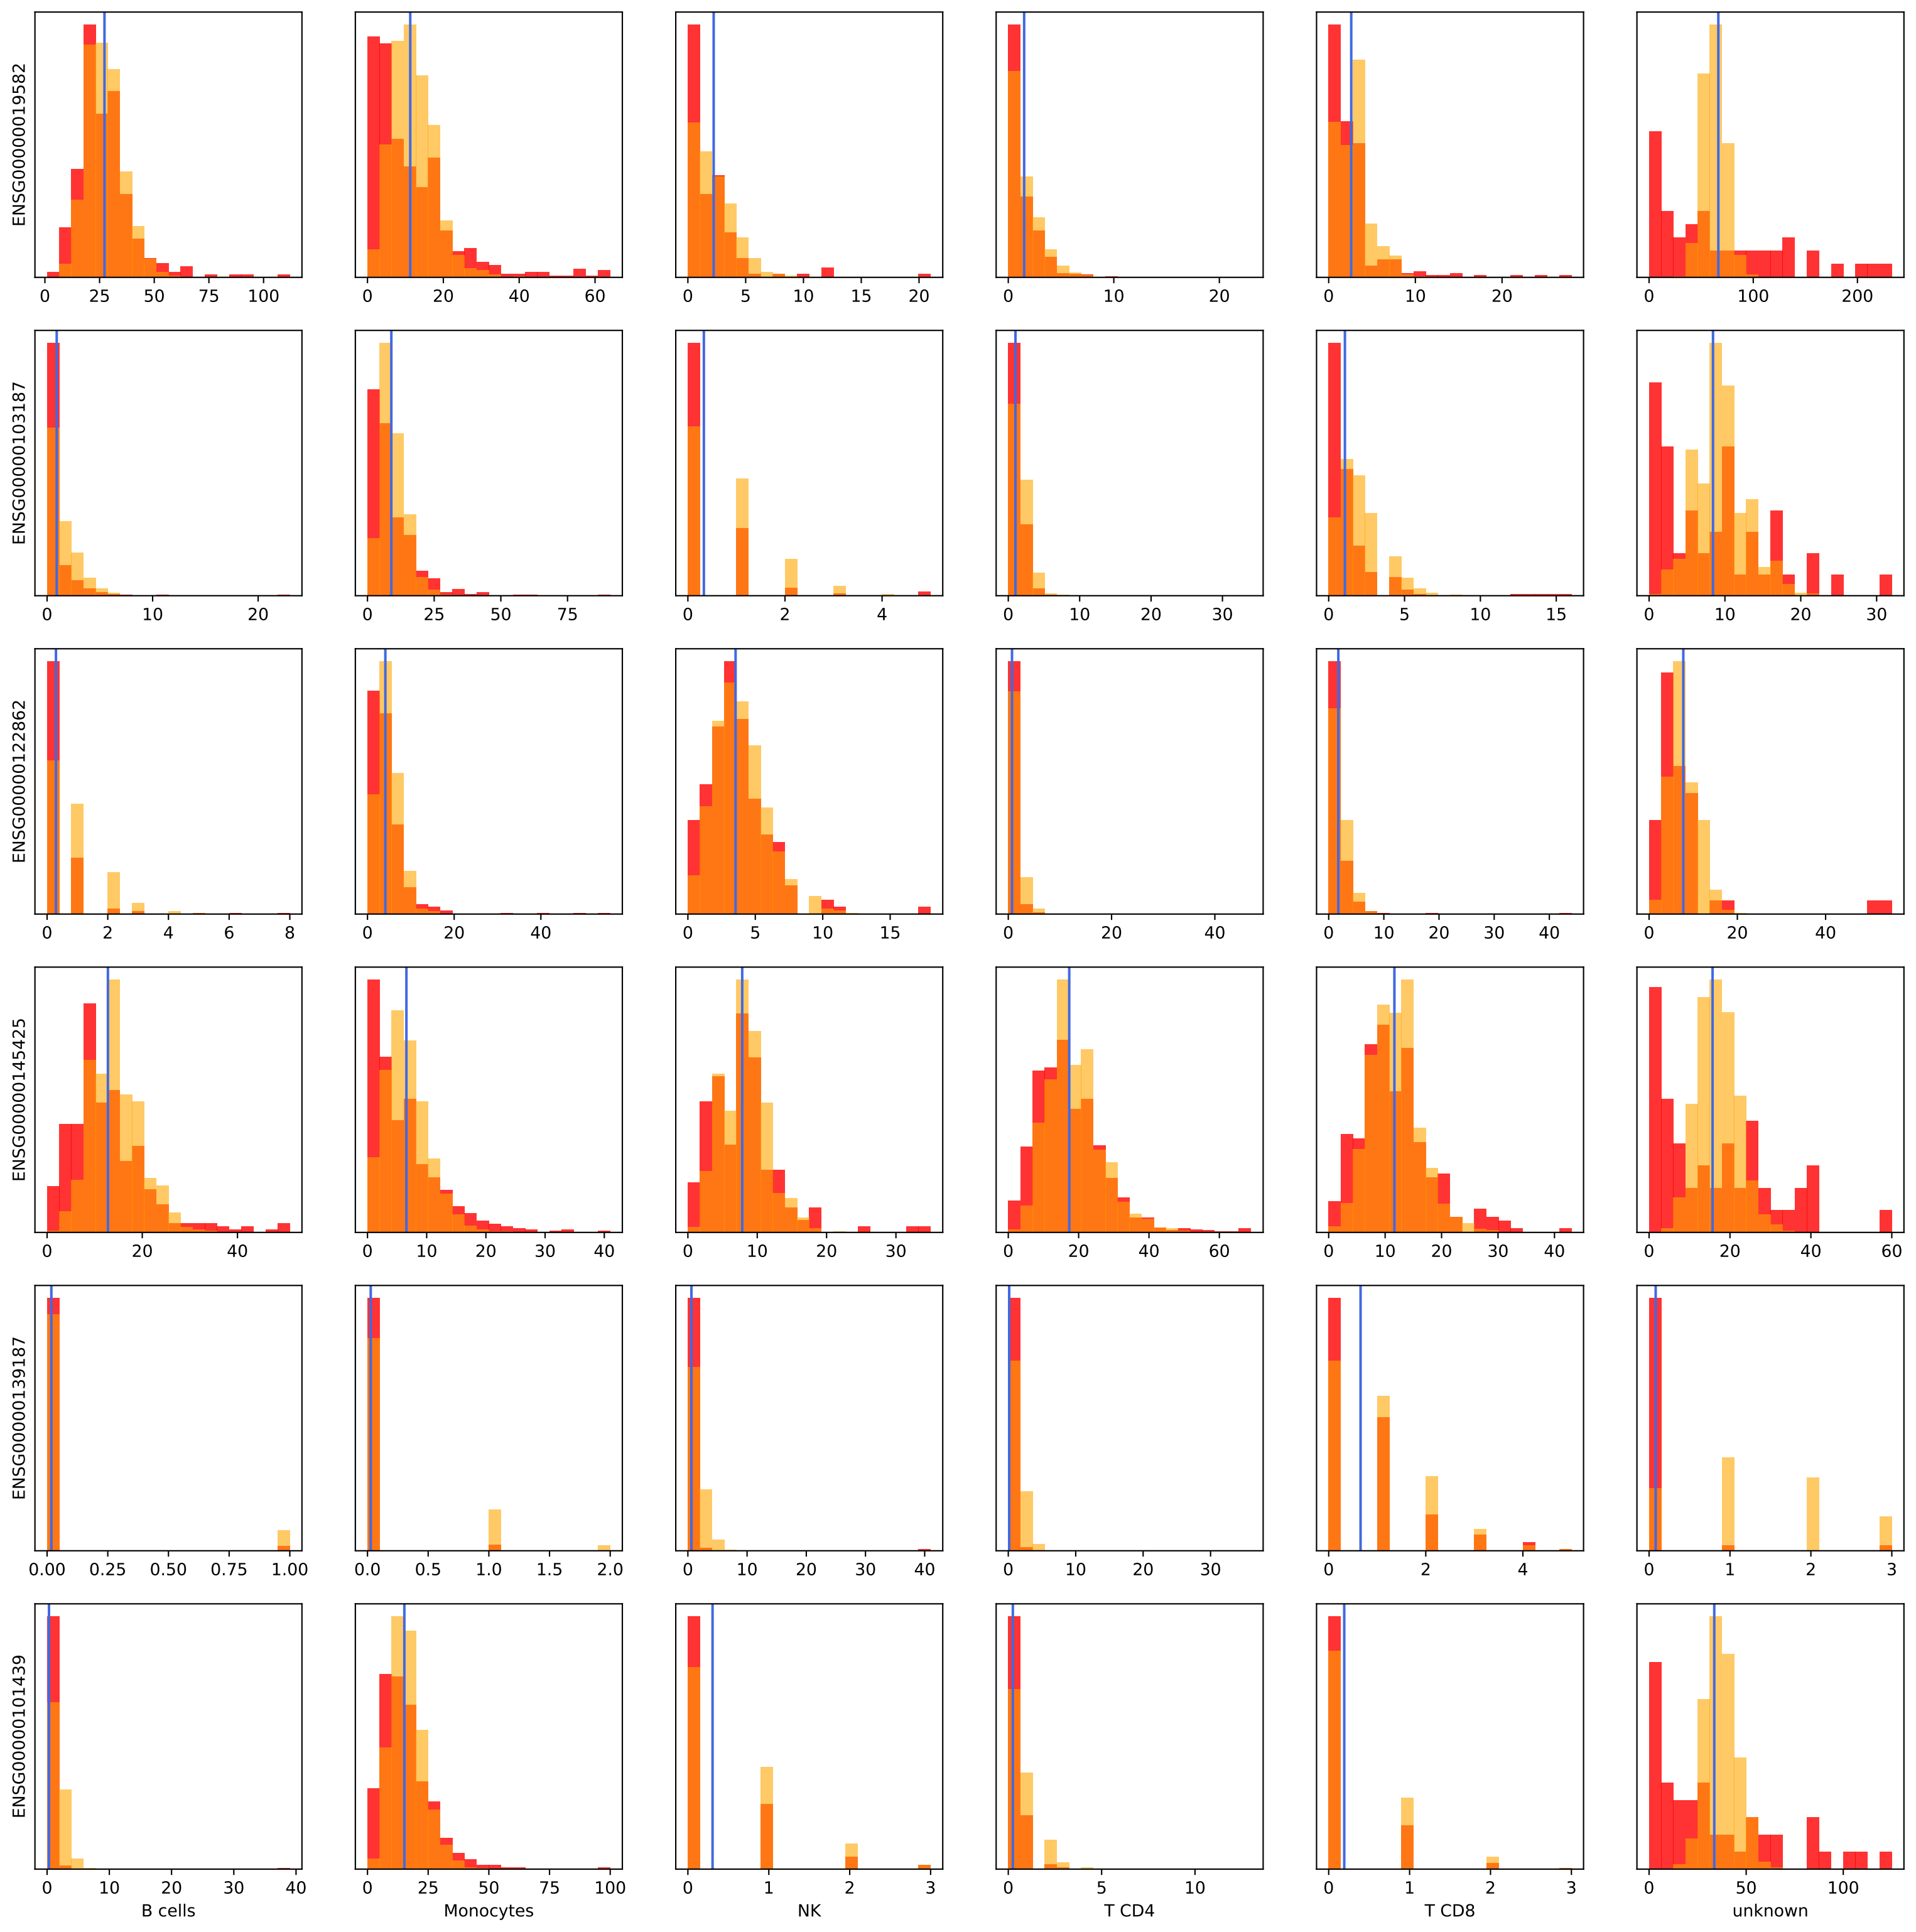 ENSG00000019582
0 25 50 75 100
0 20 40 60
0 5 10 15 20
0 10 20
0 10 20
0 100 200
ENSG00000103187
0 10 20
0 25 50 75
0 2 4
0 10 20 30
0 5 10 15
0 10 20 30
ENSG00000122862
0 2 4 6 8
0 20 40
0 5 10 15
0 20 40
0 10 20 30 40
0 20 40
ENSG00000145425
0 20 40
0 10 20 30 40
0 10 20 30
0 20 40 60
0 10 20 30 40
0 20 40 60
ENSG00000139187
0.00 0.25 0.50 0.75 1.00
0.0 0.5 1.0 1.5 2.0
0 20 40
0 10 20 30
0 2 4
0 1 2 3
ENSG00000101439
0 10 20 30 40
0 25 50 75 100
0 1 2 3
0 5 10
0 1 2 3
0 50 100
B cells
Monocytes
NK
T CD4
T CD8
unknown